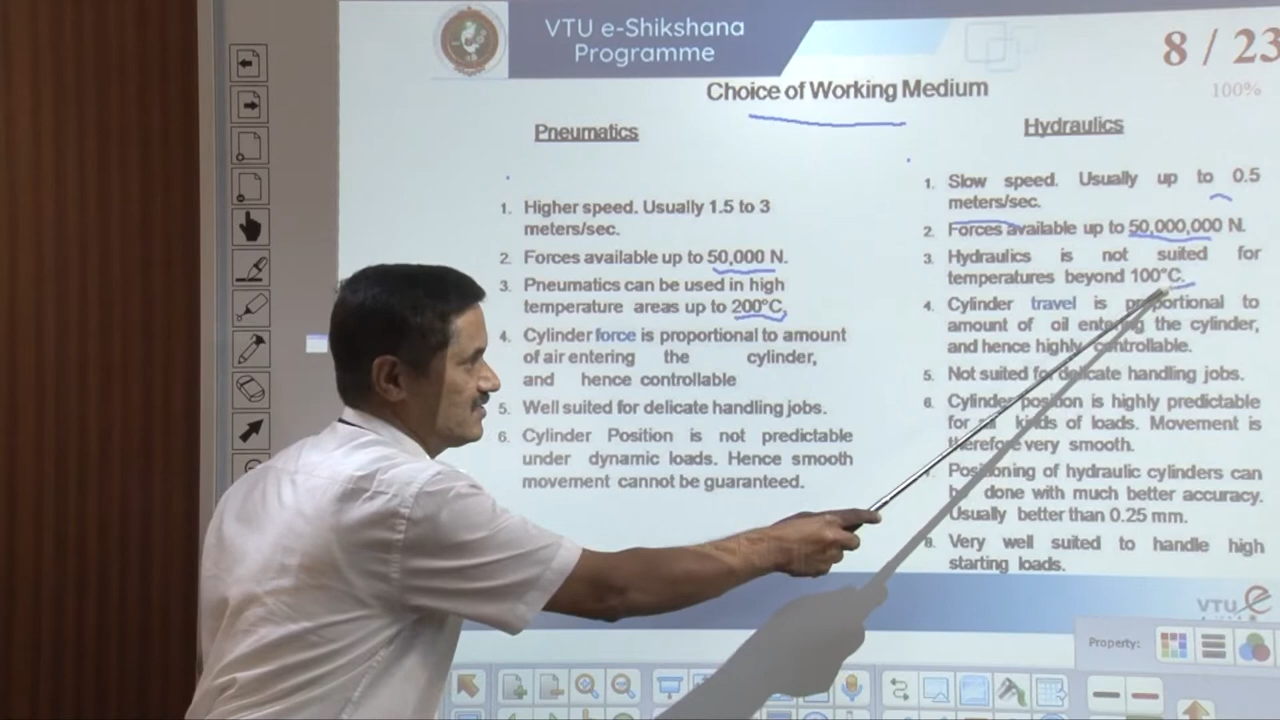 VTU e-Shikshana
Programme
8 / 23
100%
Choice of Working Medium
Pneumatics
1. Higher speed. Usually 1.5 to 3
meters/sec.
2. Forces available up to 50,000 N.
3. Pneumatics can be used in high
temperature areas up to 200°C,
4. Cylinder force is proportional to amount
of air entering the cylinder,
and hence controllable
5. Well suited for delicate handling jobs.
6. Cylinder Position is not predictable
under dynamic loads. Hence smooth
movement cannot be guaranteed.
Hydraulics
1. Slow speed. Usually up to 0.5
meters/sec.
2. Forces available up to 50,000,000 N.
3. Hydraulics is not suited for
temperatures beyond 100°C.
4. Cylinder travel is proportional to
amount of oil entering the cylinder,
and hence highly controllable.
5. Not suited for delicate handling jobs.
6. Cylinder position is highly predictable
for all kinds of loads. Movement is
therefore very smooth.
Positioning of hydraulic cylinders can
be done with much better accuracy.
Usually better than 0.25 mm.
8. Very well suited to handle high
starting loads.
VTU e
Property: